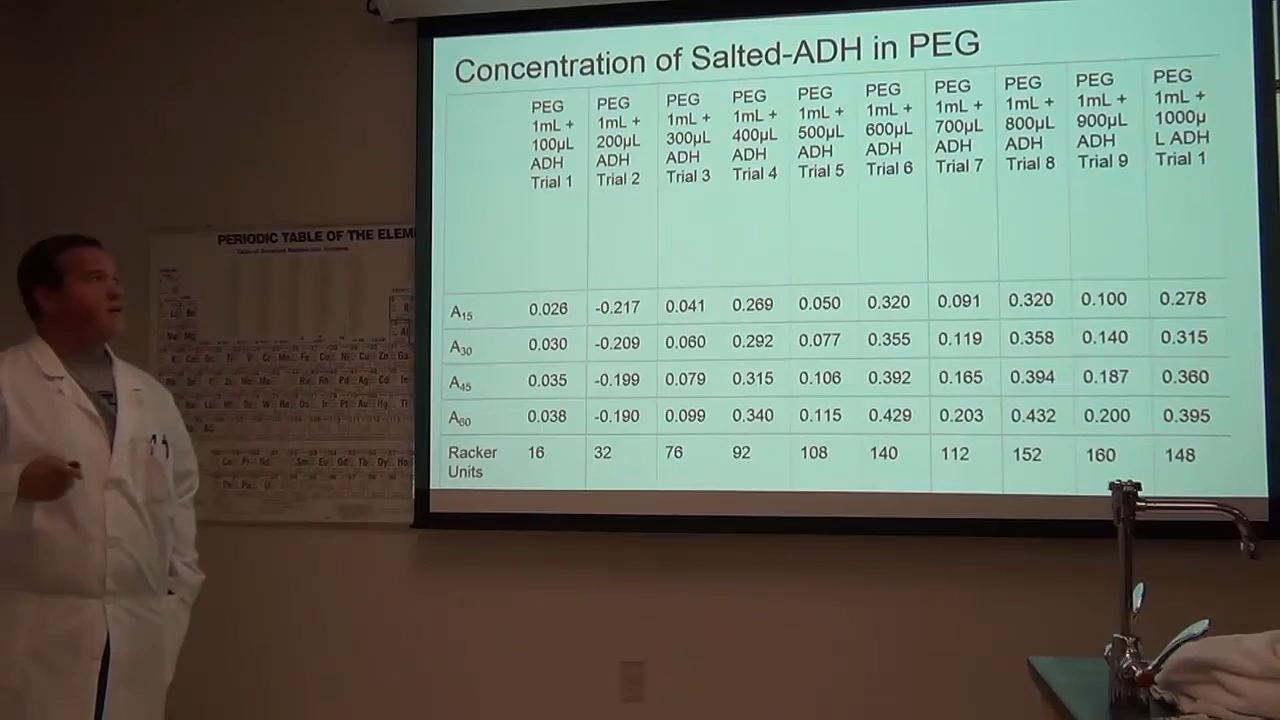 Concentration of Salted-ADH in PEG
PEG 1mL + 100µL ADH Trial 1
PEG 1mL + 200µL ADH Trial 2
PEG 1mL + 300µL ADH Trial 3
PEG 1mL + 400µL ADH Trial 4
PEG 1mL + 500µL ADH Trial 5
PEG 1mL + 600µL ADH Trial 6
PEG 1mL + 700µL ADH Trial 7
PEG 1mL + 800µL ADH Trial 8
PEG 1mL + 900µL ADH Trial 9
PEG 1mL + 1000µ L ADH Trial 1
A15 0.026 -0.217 0.041 0.269 0.050 0.320 0.091 0.320 0.100 0.278
A30 0.030 -0.209 0.060 0.292 0.077 0.355 0.119 0.358 0.140 0.315
A45 0.035 -0.199 0.079 0.315 0.106 0.392 0.165 0.394 0.187 0.360
A60 0.038 -0.190 0.099 0.340 0.115 0.429 0.203 0.432 0.200 0.395
Racker Units 16 32 76 92 108 140 112 152 160 148
PERIODIC TABLE OF THE ELEM